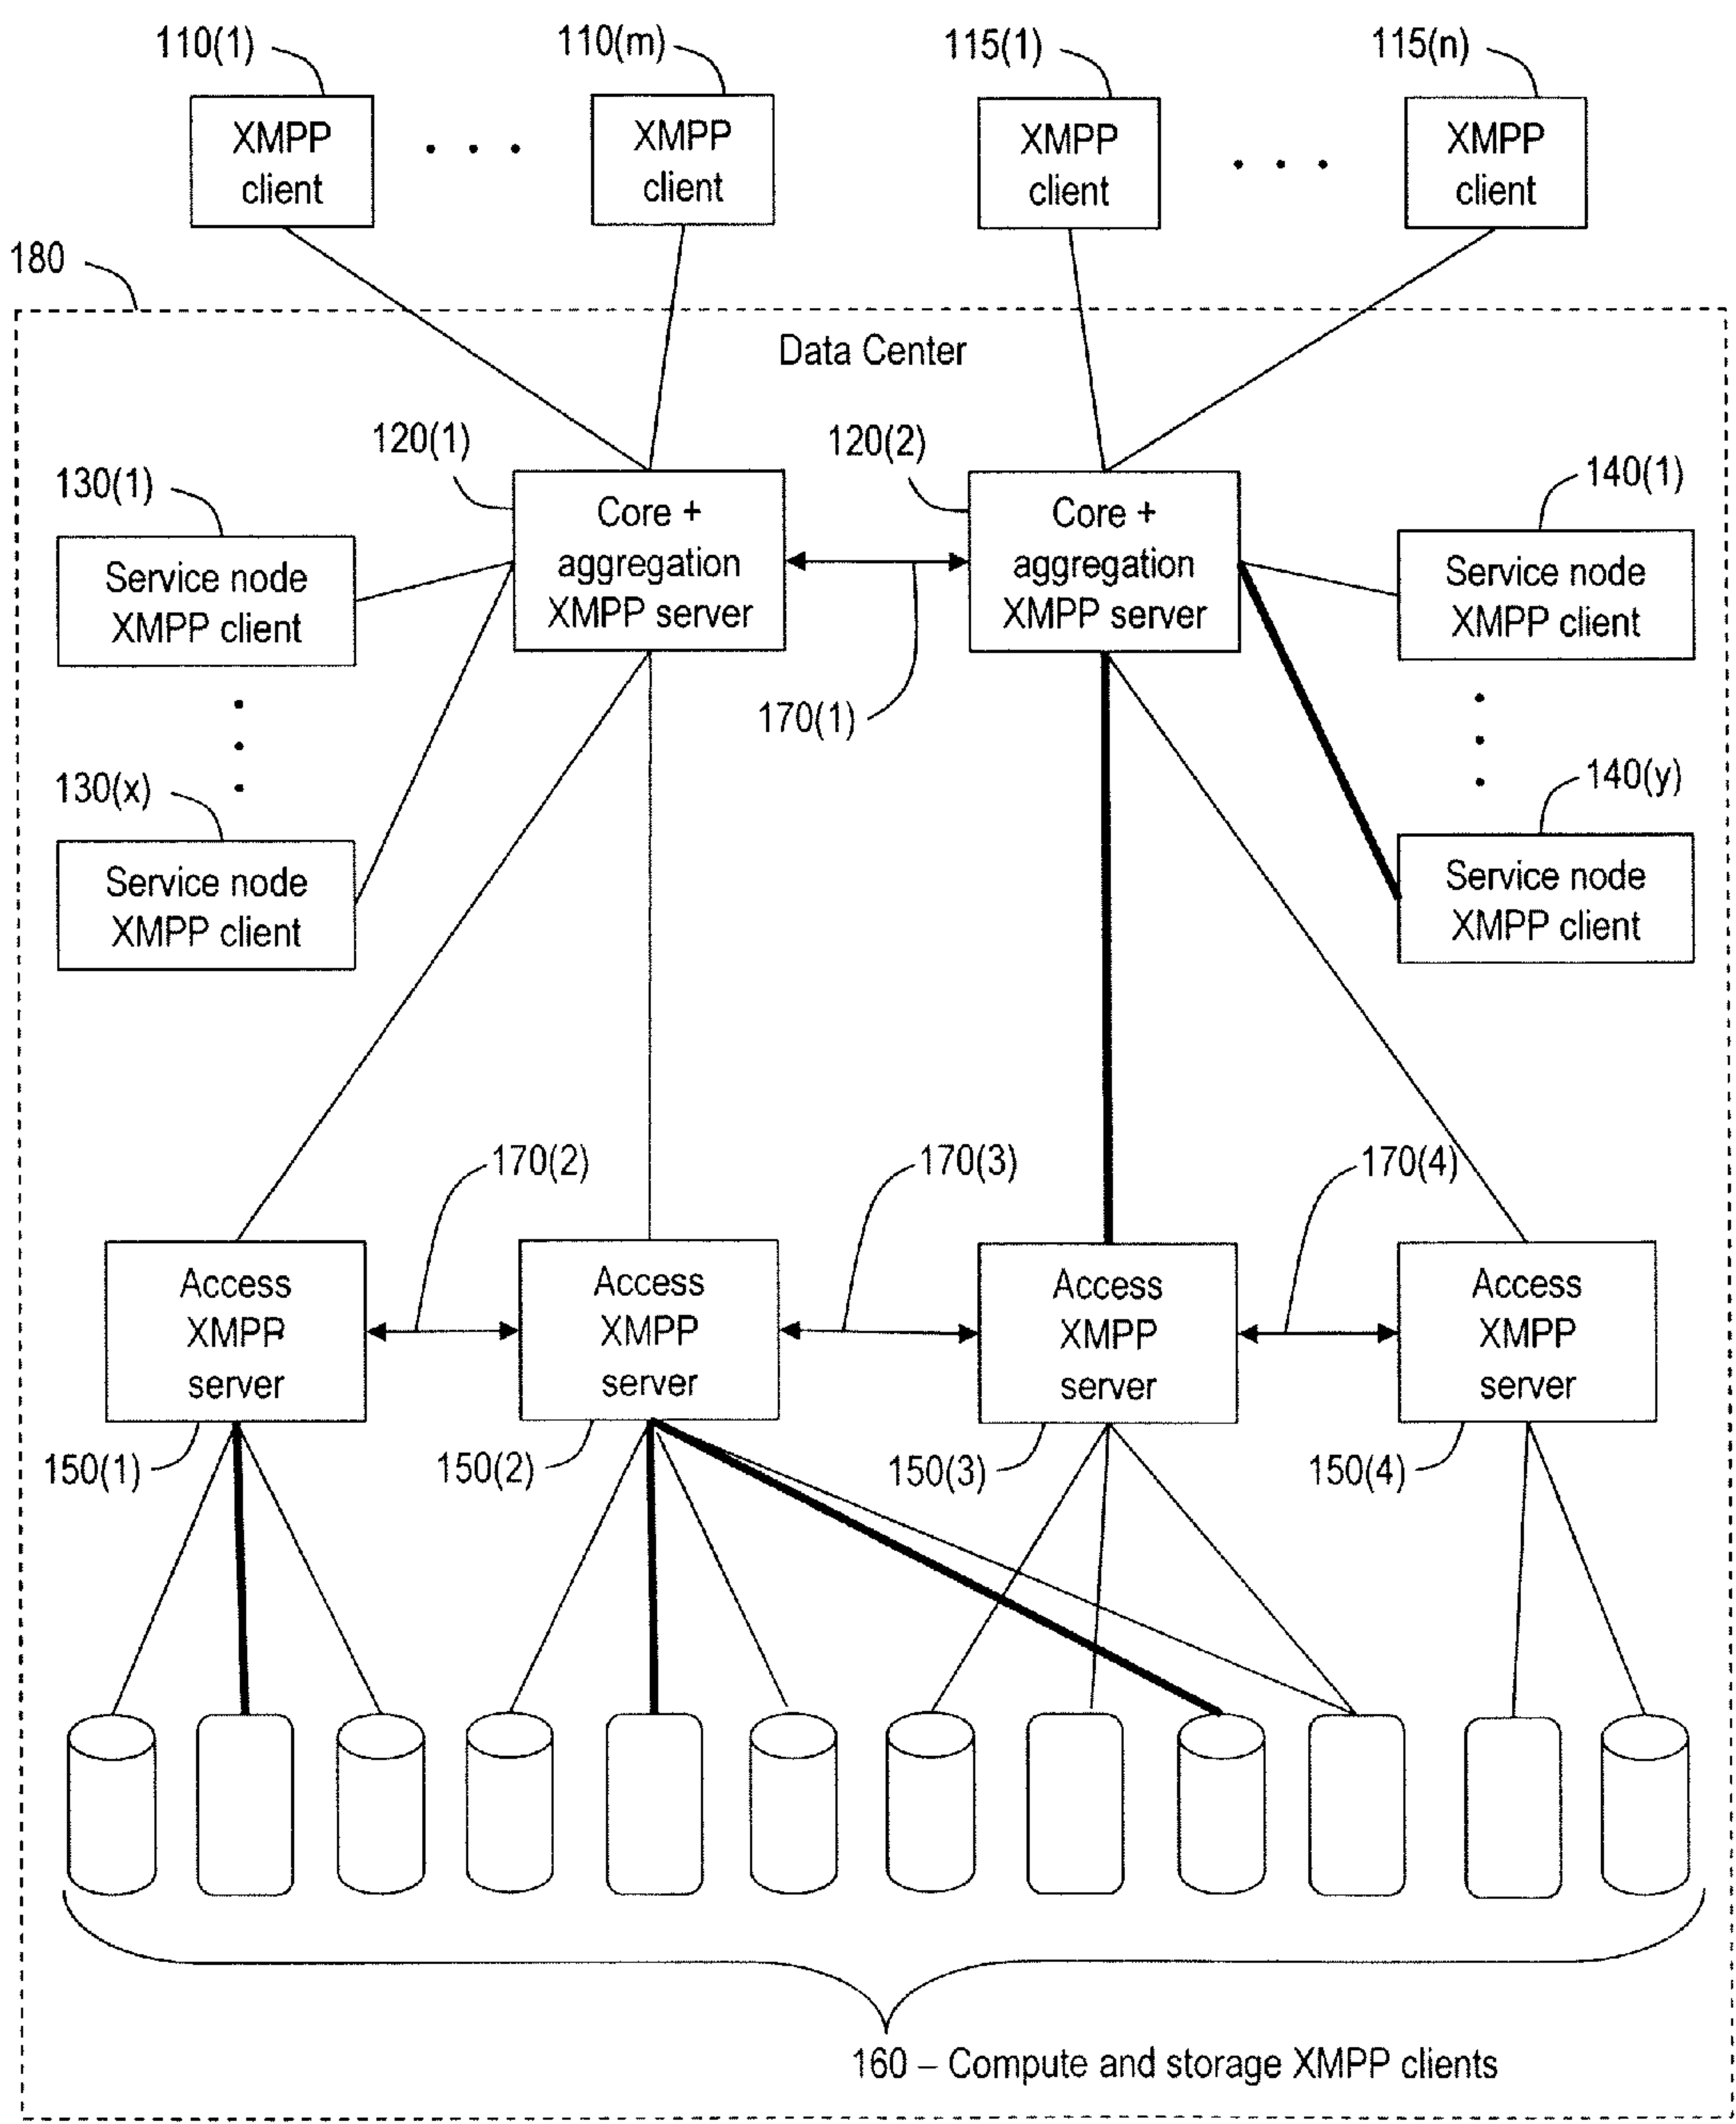 110(1)
110(m)
115(1)
115(n)
XMPP
client
XMPP
client
XMPP
client
XMPP
client
180
Data Center
120(1)
120(2)
130(1)
140(1)
Core +
aggregation
XMPP server
Core +
aggregation
XMPP server
Service node
XMPP client
Service node
XMPP client
170(1)
130(x)
140(y)
Service node
XMPP client
Service node
XMPP client
170(2)
170(3)
170(4)
Access
XMPP
server
Access
XMPP
server
Access
XMPP
server
Access
XMPP
server
150(1)
150(2)
150(3)
150(4)
160 – Compute and storage XMPP clients